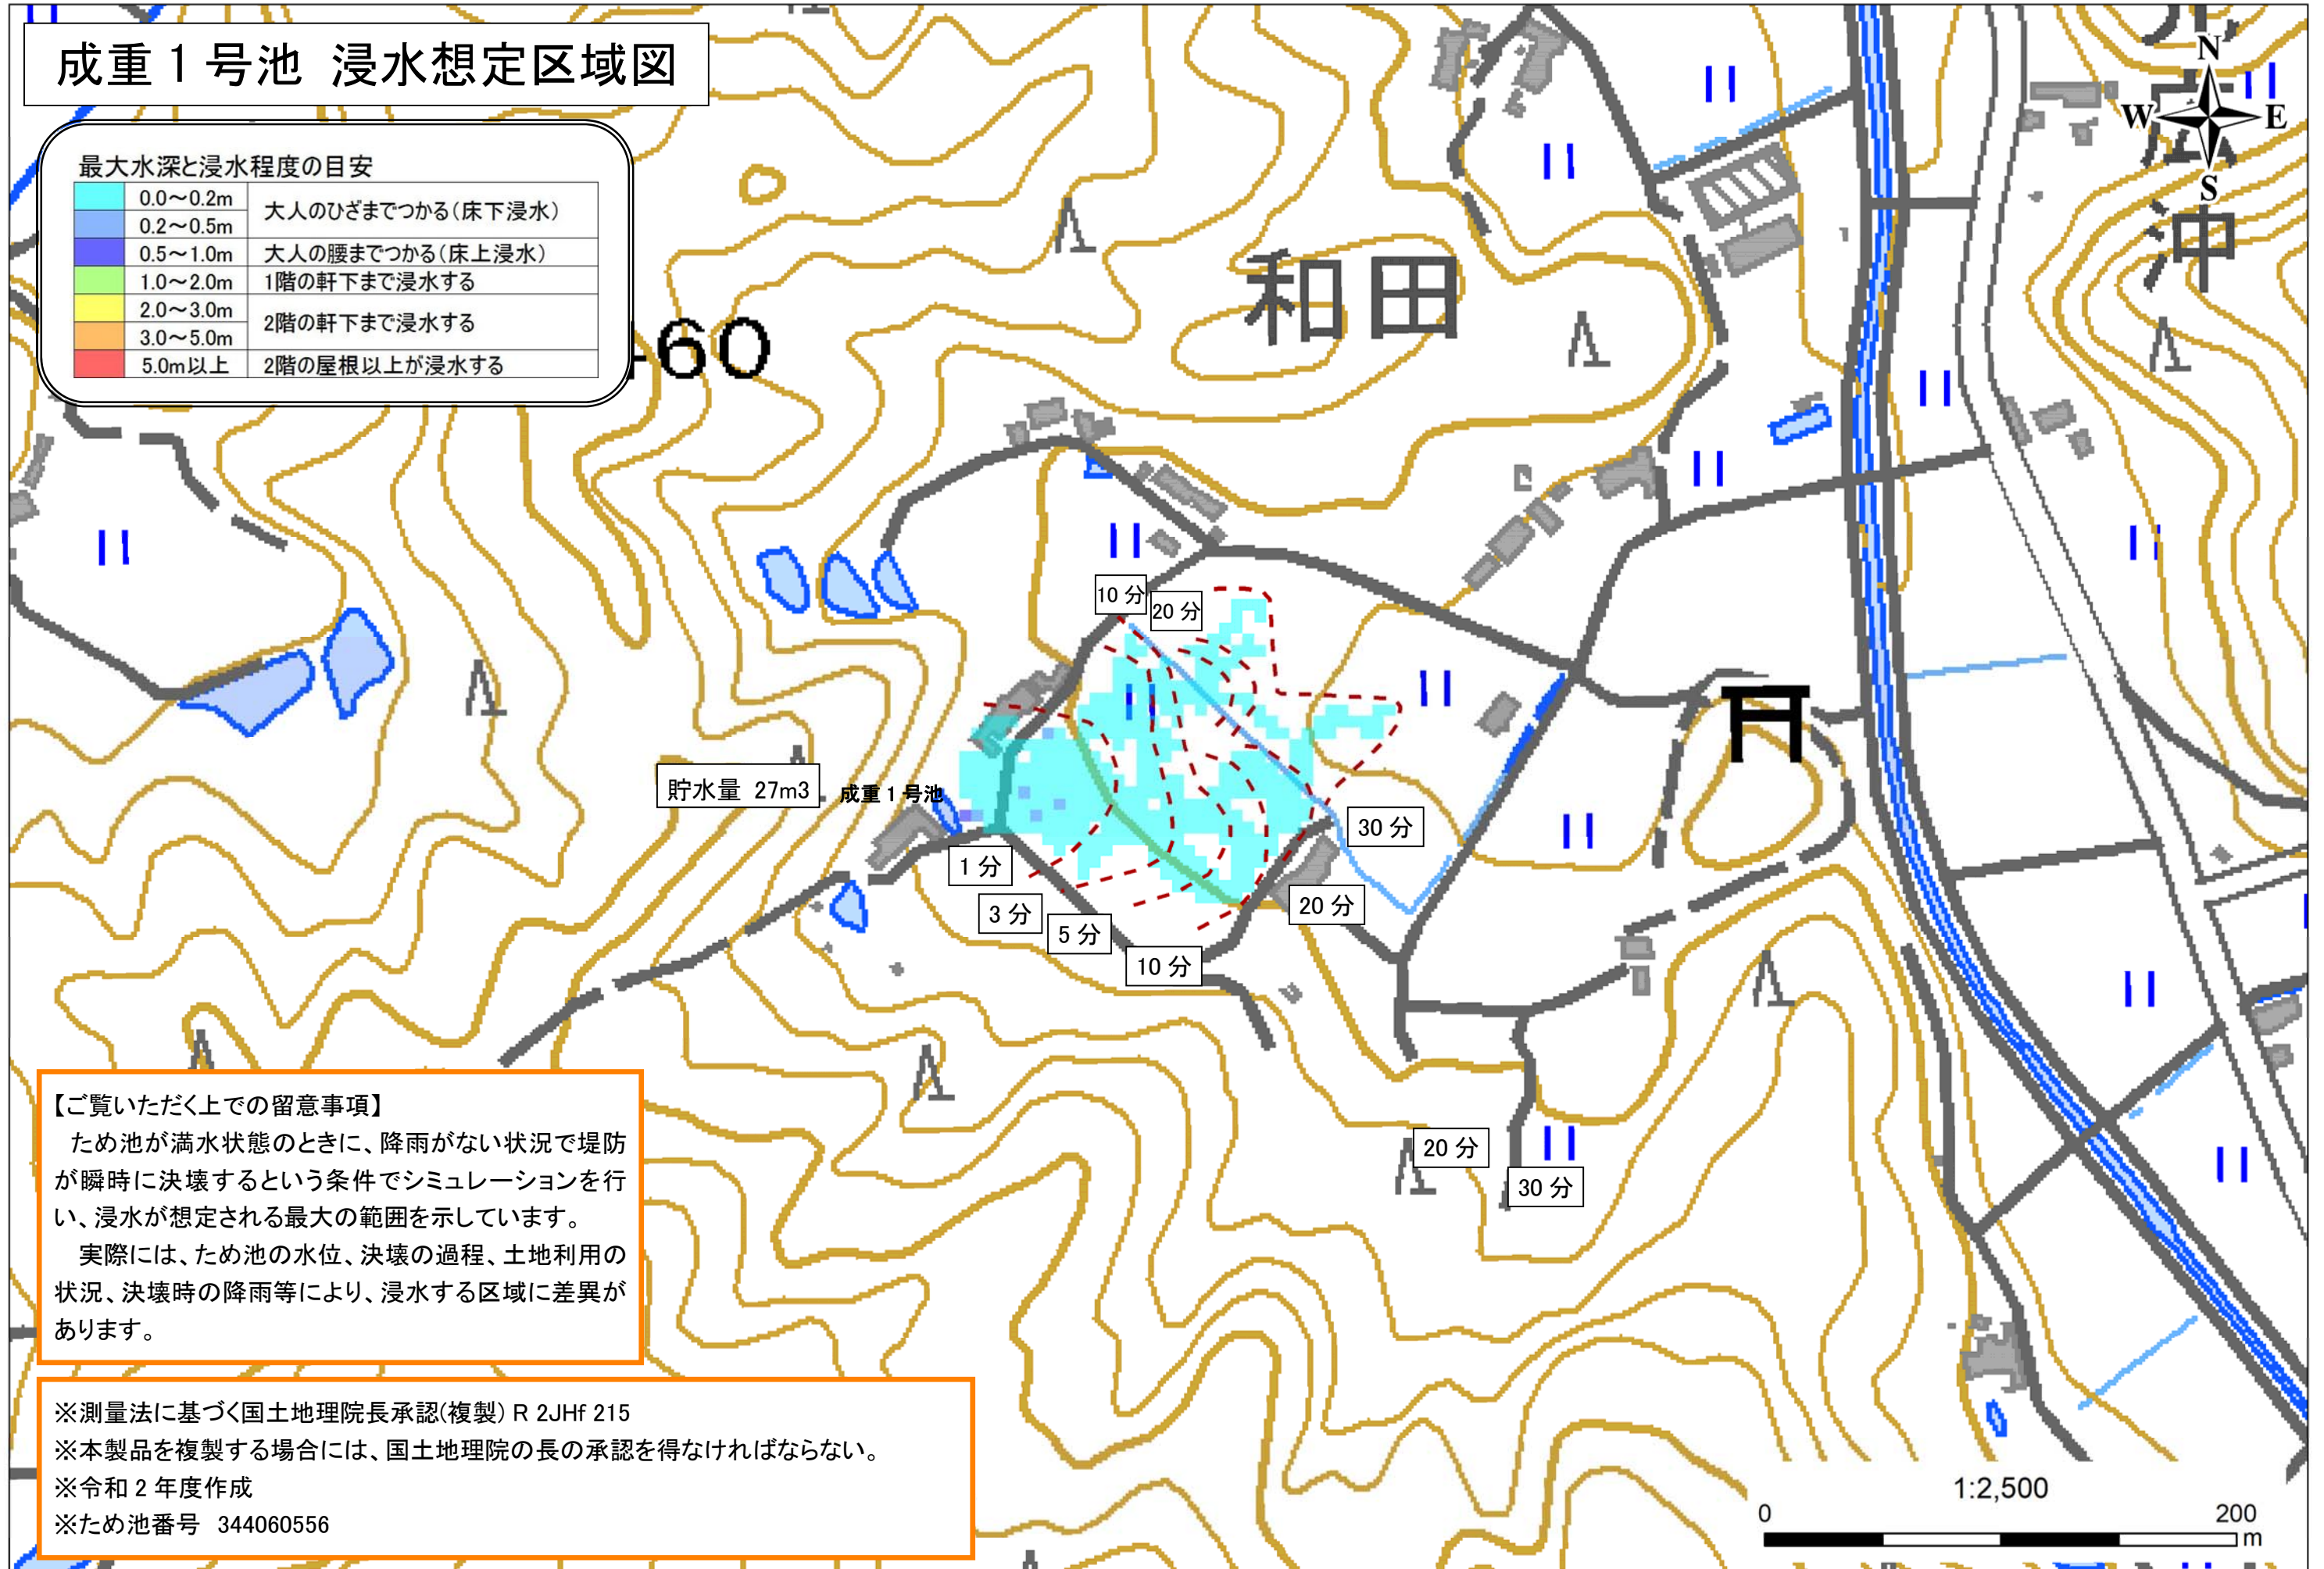 成重１号池 浸水想定区域図
N
W
E
S
最大水深と浸水程度の目安
0.0～0.2m
大人のひざまでつかる（床下浸水）
0.2～0.5m
0.5～1.0m 大人の腰までつかる（床上浸水）
1.0～2.0m 1階の軒下まで浸水する
2.0～3.0m
2階の軒下まで浸水する
3.0～5.0m
5.0m以上 2階の屋根以上が浸水する
60
和田
沖
10 分
20 分
貯水量 27m3
成重１号池
30 分
1 分
3 分
20 分
5 分
10 分
20 分
30 分
【ご覧いただく上での留意事項】
ため池が満水状態のときに、降雨がない状況で堤防
が瞬時に決壊するという条件でシミュレーションを行
い、浸水が想定される最大の範囲を示しています。
実際には、ため池の水位、決壊の過程、土地利用の
状況、決壊時の降雨等により、浸水する区域に差異が
あります。
※測量法に基づく国土地理院長承認(複製) R 2JHf 215
※本製品を複製する場合には、国土地理院の長の承認を得なければならない。
※令和 2 年度作成
※ため池番号 344060556
1:2,500
0 200
m